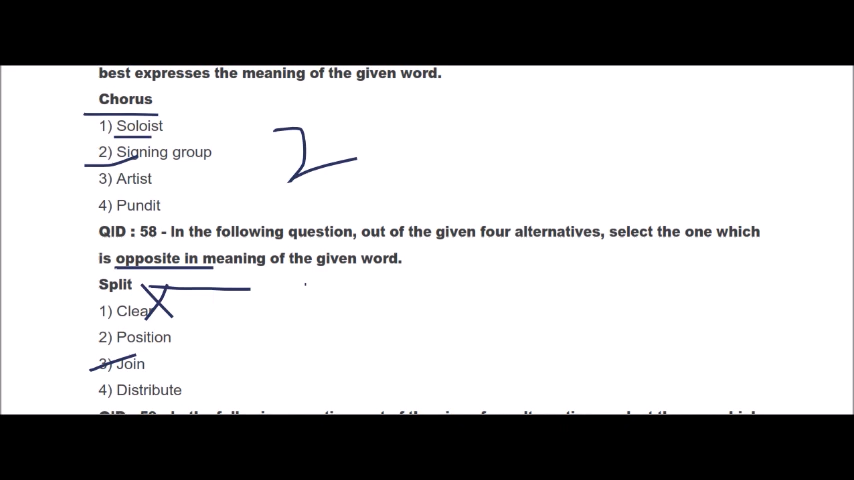 best expresses the meaning of the given word.
Chorus
1) Soloist
2) Signing group
2
3) Artist
4) Pundit
QID : 58 - In the following question, out of the given four alternatives, select the one which
is opposite in meaning of the given word.
Split
1) Clear
2) Position
3) Join
4) Distribute